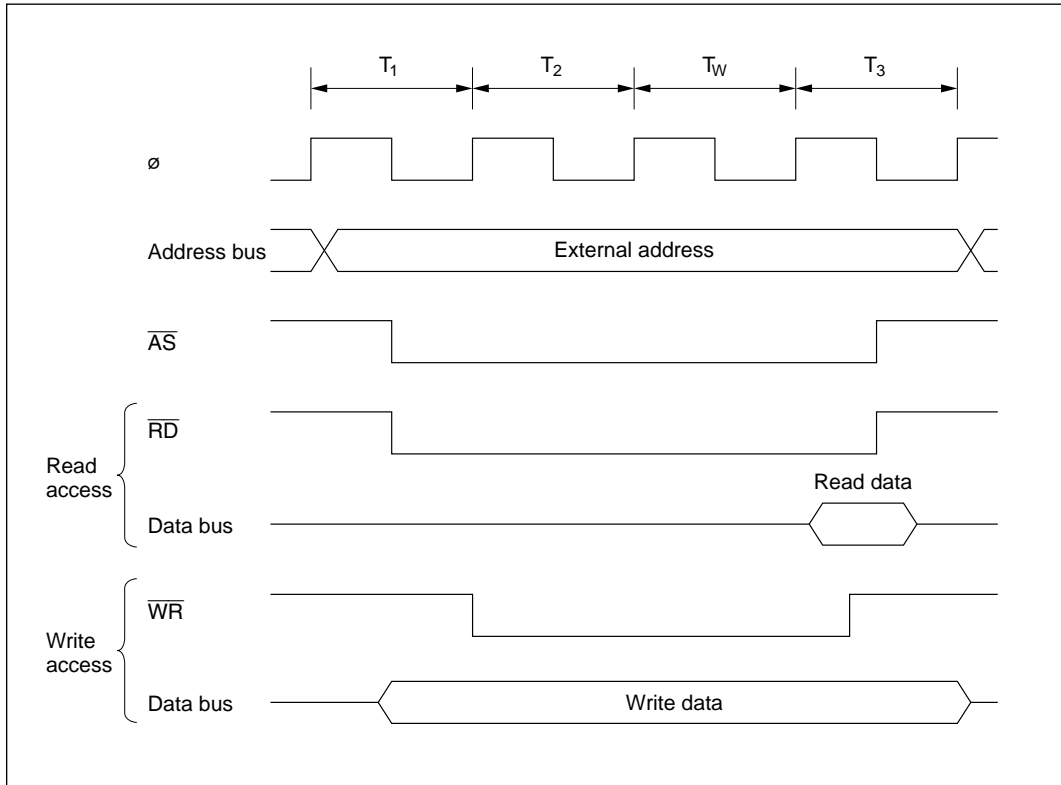 T1 T2 TW T3
ø
Address bus External address
AS
RD
Read access
Read data
Data bus
WR
Write access
Data bus Write data